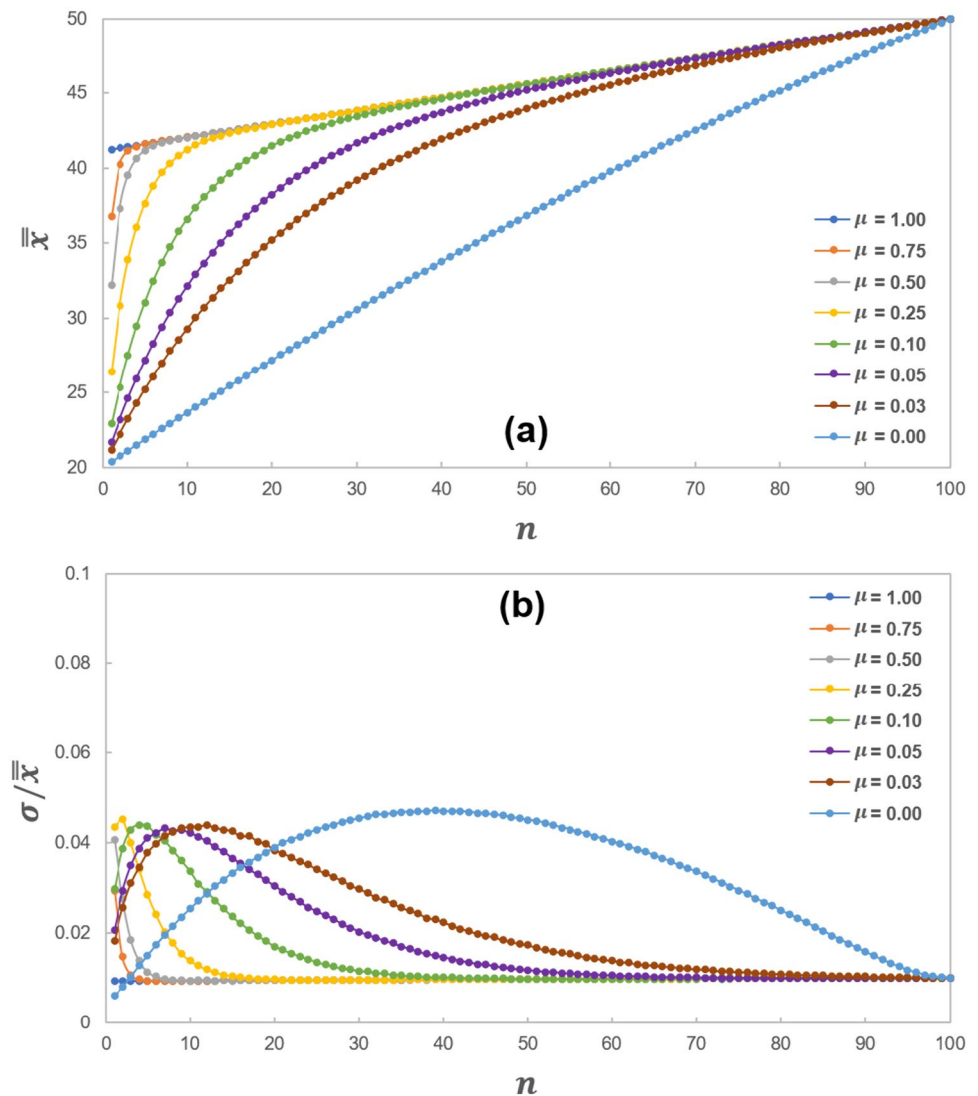 50
45
40
35
30
25
20
x̿
μ = 1.00
μ = 0.75
μ = 0.50
μ = 0.25
μ = 0.10
μ = 0.05
μ = 0.03
μ = 0.00
(a)
0 10 20 30 40 50 60 70 80 90 100
n
0.1
0.08
0.06
0.04
0.02
0
σ/x̿
(b)
μ = 1.00
μ = 0.75
μ = 0.50
μ = 0.25
μ = 0.10
μ = 0.05
μ = 0.03
μ = 0.00
0 10 20 30 40 50 60 70 80 90 100
n